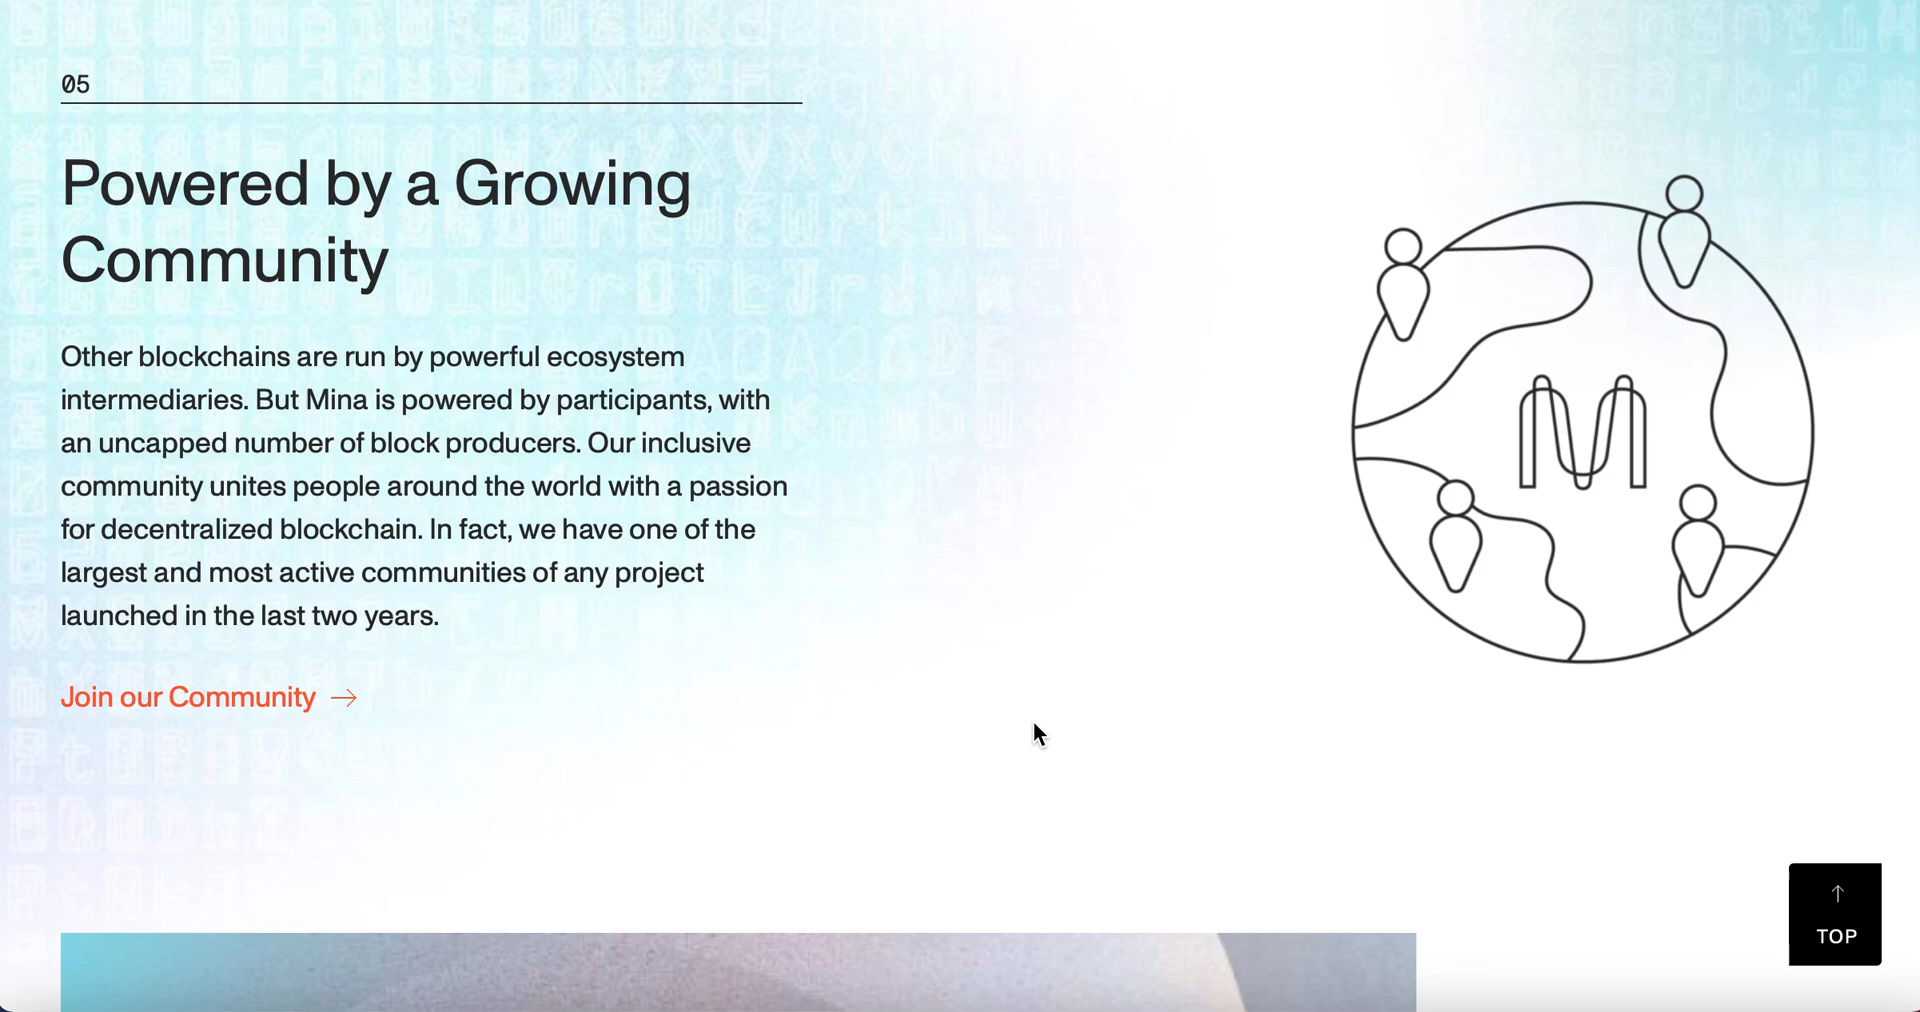 05
Powered by a Growing
Community
Other blockchains are run by powerful ecosystem
intermediaries. But Mina is powered by participants, with
an uncapped number of block producers. Our inclusive
community unites people around the world with a passion
for decentralized blockchain. In fact, we have one of the
largest and most active communities of any project
launched in the last two years.
Join our Community →
M
↑
TOP